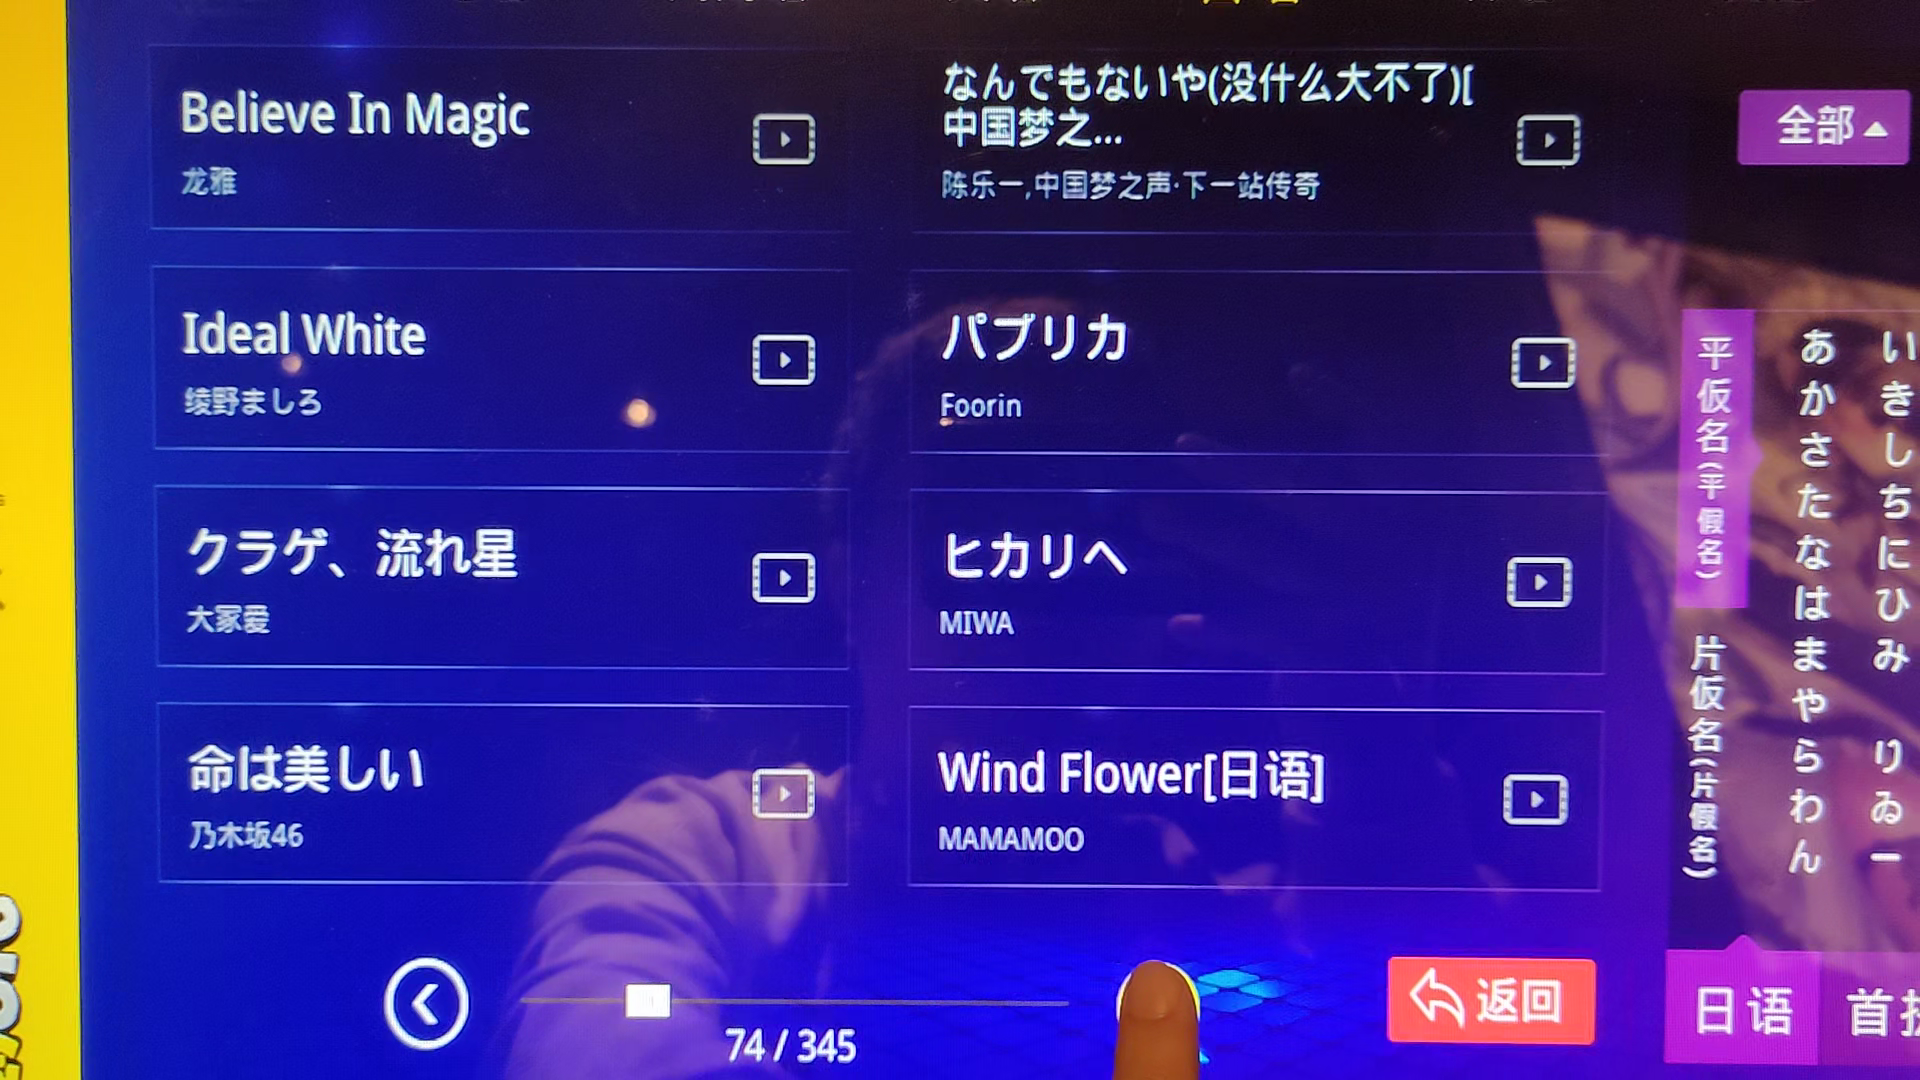 Believe In Magic
龙雅
なんでもないや(没什么大不了)[
中国梦之...
陈乐一,中国梦之声·下一站传奇
Ideal White
绫野ましろ
パプリカ
Foorin
クラゲ、流れ星
大冢爱
ヒカリへ
MIWA
命は美しい
乃木坂46
Wind Flower[日语]
MAMAMOO
74 / 345
返回
全部
平仮名(平假名)
片仮名(片假名)
あかさたなはまやらわん
いきしちにひみ りゐー
日语
首